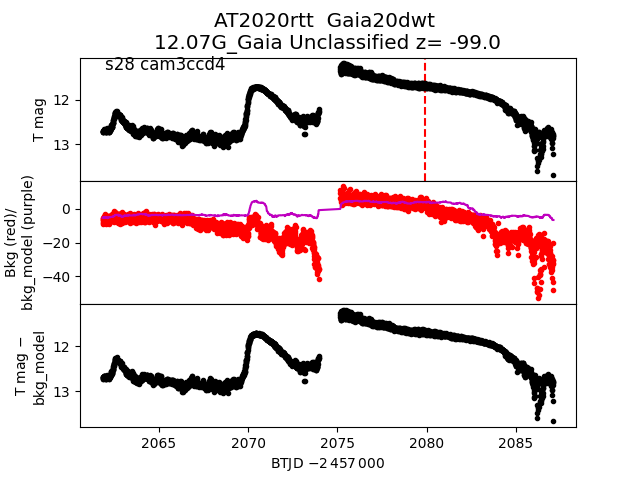 AT2020rtt  Gaia20dwt
12.07G_Gaia Unclassified z= -99.0
s28 cam3ccd4
T mag
12
13
Bkg (red)/
bkg_model (purple)
0
−20
−40
T mag −
bkg_model
12
13
2065 2070 2075 2080 2085
BTJD −2 457 000